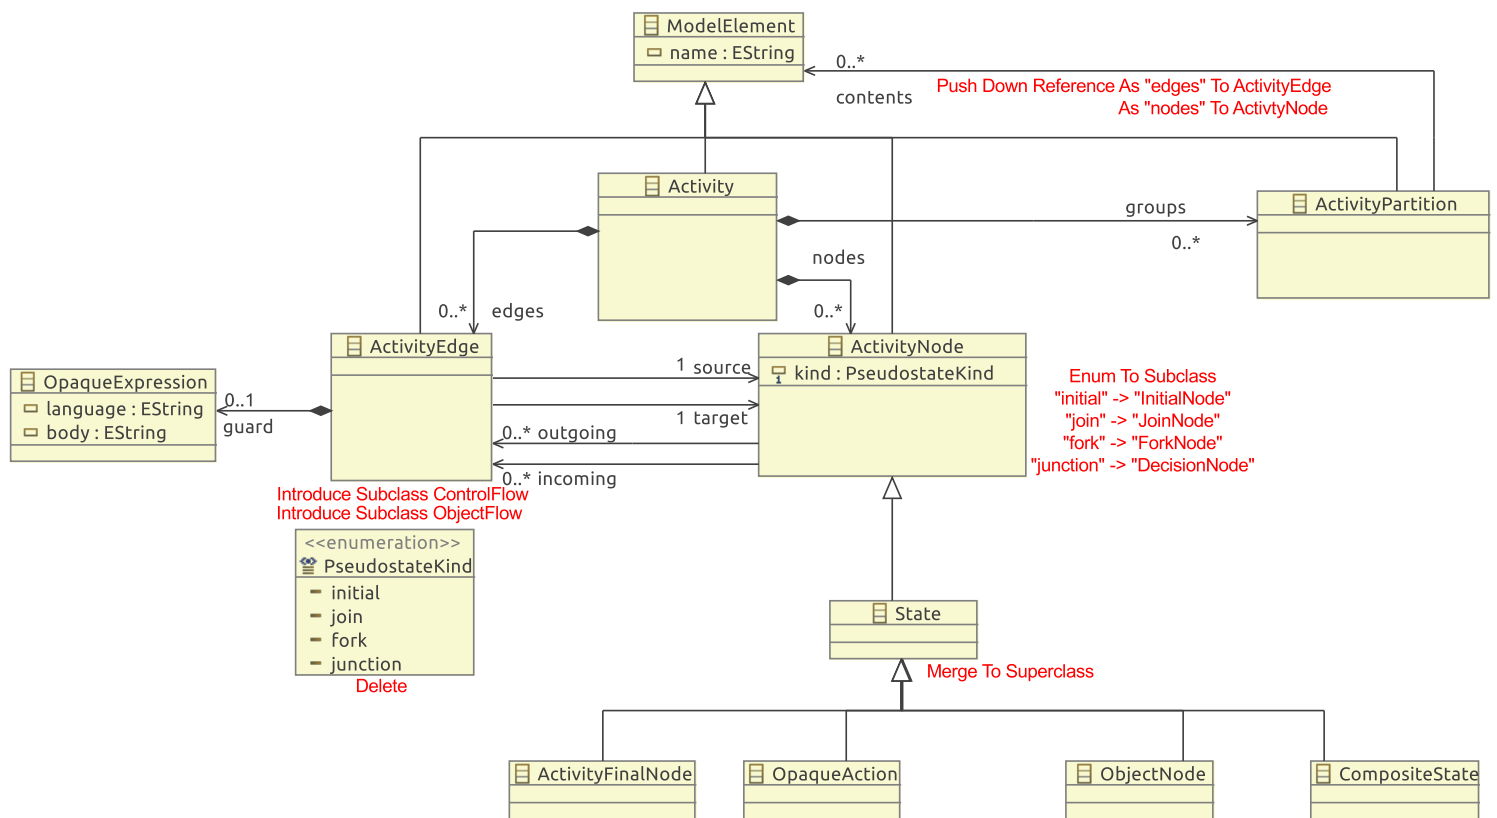 ModelElement
name : EString
0..*
contents
Push Down Reference As "edges" To ActivityEdge
As "nodes" To ActivtyNode
Activity
ActivityPartition
groups
0..*
nodes
0..*
0..*
edges
ActivityEdge
ActivityNode
kind : PseudostateKind
1 source
1 target
0..* outgoing
0..* incoming
OpaqueExpression
language : EString
body : EString
0..1
guard
Enum To Subclass
"initial" -> "InitialNode"
"join" -> "JoinNode"
"fork" -> "ForkNode"
"junction" -> "DecisionNode"
Introduce Subclass ControlFlow
Introduce Subclass ObjectFlow
<<enumeration>>
PseudostateKind
initial
join
fork
junction
Delete
State
Merge To Superclass
ActivityFinalNode
OpaqueAction
ObjectNode
CompositeState